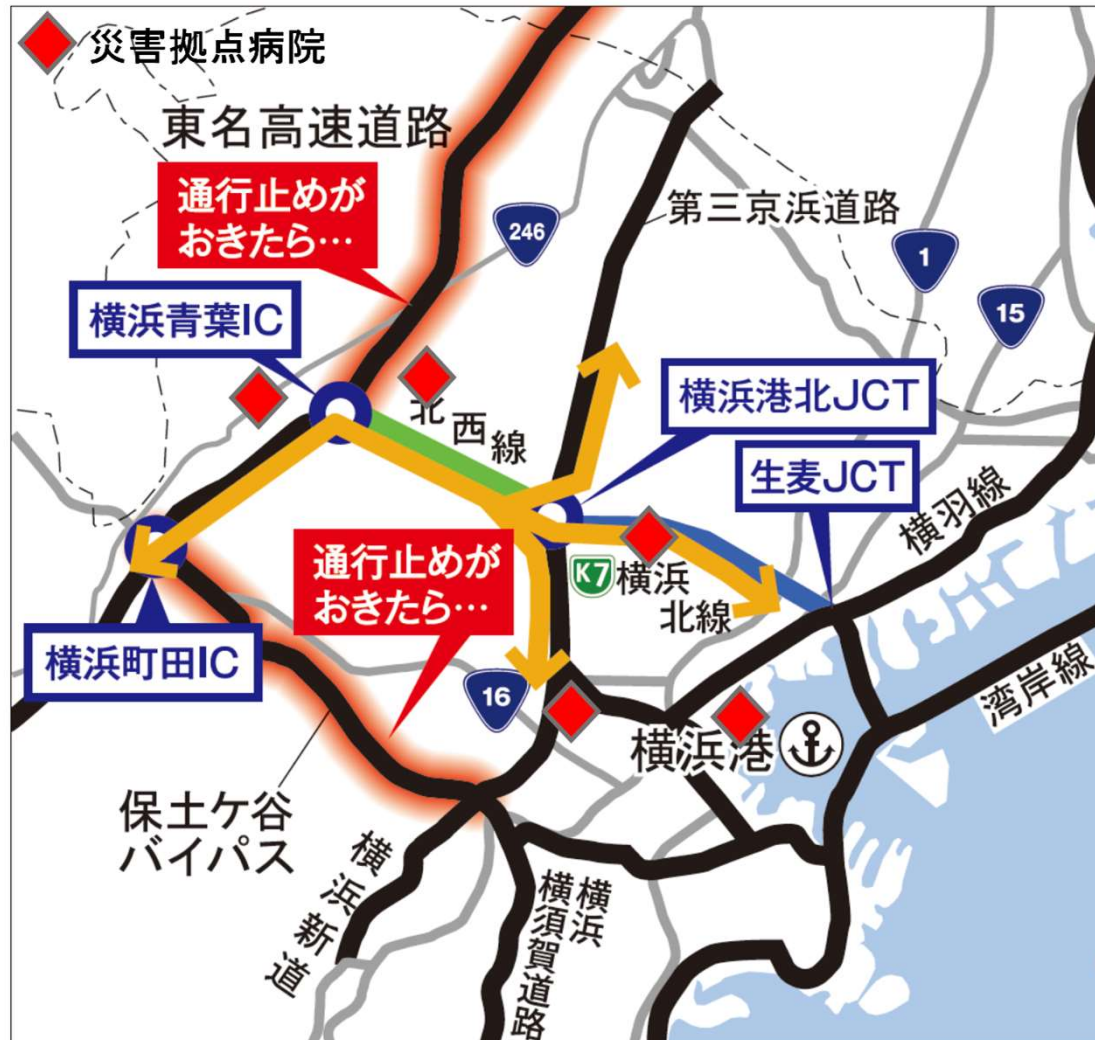 災害拠点病院
東名高速道路
通行止めが
おきたら…
246
第三京浜道路
1
15
横浜青葉IC
北西線
横浜港北JCT
生麦JCT
横羽線
通行止めが
おきたら…
K7 横浜
北線
横浜町田IC
16
湾岸線
横浜港
保土ケ谷
バイパス
横浜新道
横浜
横須賀道路